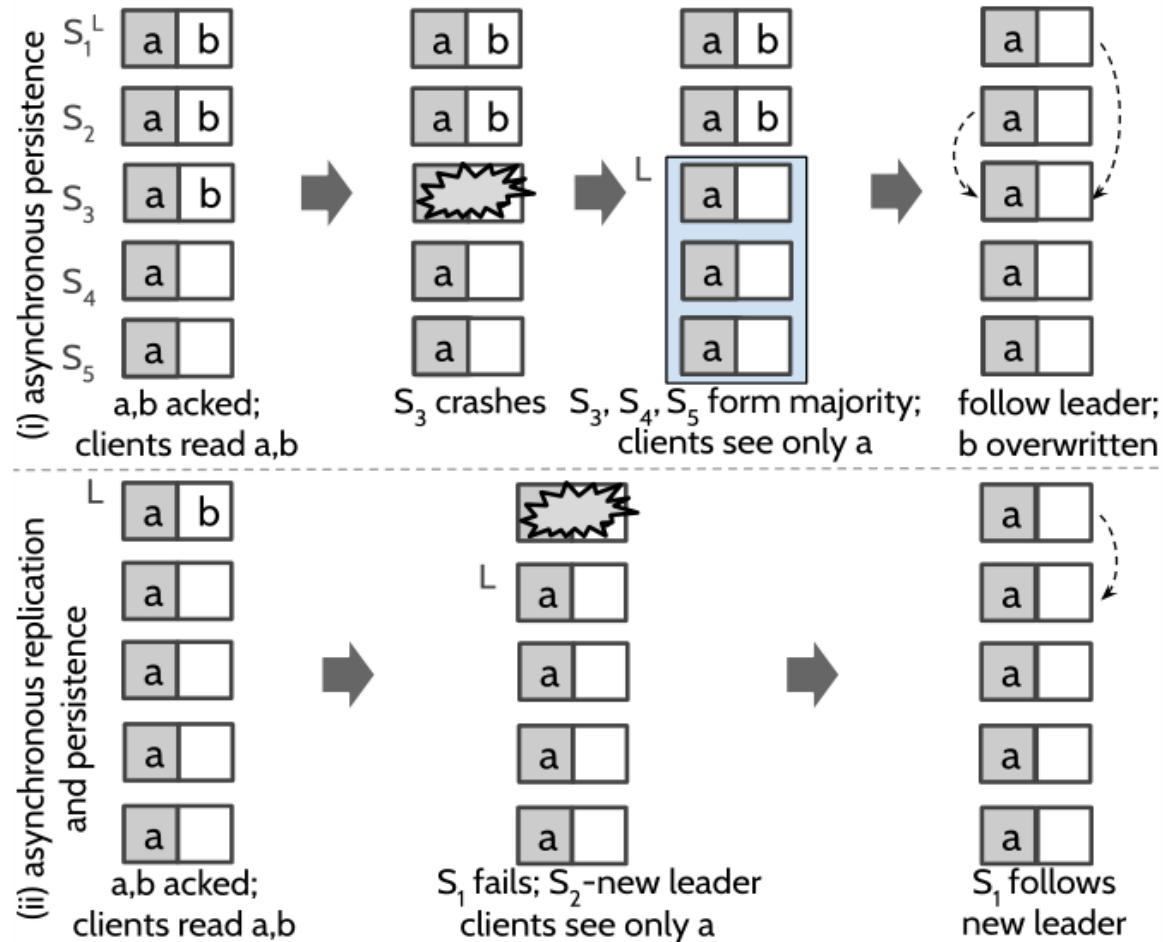 (i) asynchronous persistence
S1L a b
S2 a b
S3 a b
S4 a
S5 a
a,b acked;
clients read a,b
a b
a b
a
a
S3 crashes
a b
a b
L a
a
a
S3, S4, S5 form majority;
clients see only a
a
a
a
a
a
follow leader;
b overwritten
(ii) asynchronous replication
and persistence
L a b
a
a
a
a
a,b acked;
clients read a,b
L a
a
a
a
S1 fails; S2-new leader
clients see only a
a
a
a
a
a
S1 follows
new leader